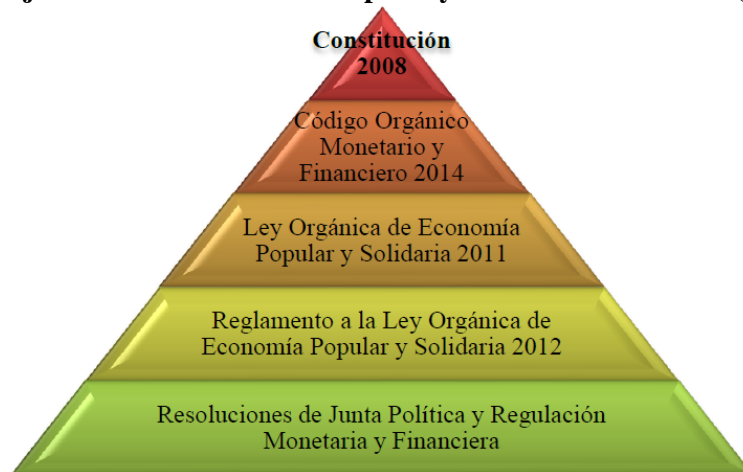 Constitución
2008
Código Orgánico
Monetario y
Financiero 2014
Ley Orgánica de Economía
Popular y Solidaria 2011
Reglamento a la Ley Orgánica de
Economía Popular y Solidaria 2012
Resoluciones de Junta Política y Regulación
Monetaria y Financiera